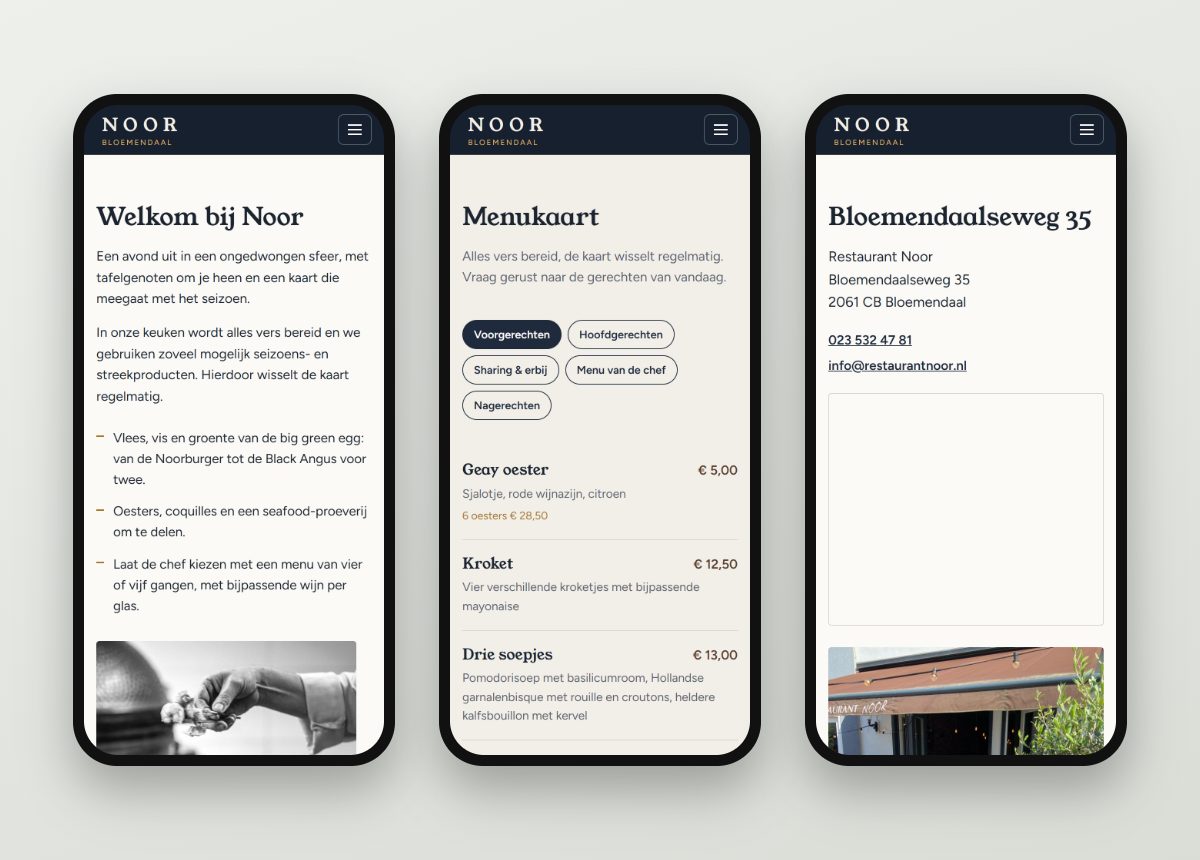 NOOR
BLOEMENDAAL
Welkom bij Noor
Een avond uit in een ongedwongen sfeer, met
tafelgenoten om je heen en een kaart die
meegaat met het seizoen.
In onze keuken wordt alles vers bereid en we
gebruiken zoveel mogelijk seizoens- en
streekproducten. Hierdoor wisselt de kaart
regelmatig.
Vlees, vis en groente van de big green egg:
van de Noorburger tot de Black Angus voor
twee.
Oesters, coquilles en een seafood-proeverij
om te delen.
Laat de chef kiezen met een menu van vier
of vijf gangen, met bijpassende wijn per
glas.
NOOR
BLOEMENDAAL
Menukaart
Alles vers bereid, de kaart wisselt regelmatig.
Vraag gerust naar de gerechten van vandaag.
Voorgerechten
Hoofdgerechten
Sharing & erbij
Menu van de chef
Nagerechten
Geay oester € 5,00
Sjalotje, rode wijnazijn, citroen
6 oesters € 28,50
Kroket € 12,50
Vier verschillende kroketjes met bijpassende
mayonaise
Drie soepjes € 13,00
Pomodorisoep met basilicumroom, Hollandse
garnalenbisque met rouille en croutons, heldere
kalfsbouillon met kervel
NOOR
BLOEMENDAAL
Bloemendaalseweg 35
Restaurant Noor
Bloemendaalseweg 35
2061 CB Bloemendaal
023 532 47 81
info@restaurantnoor.nl
AURANT NOOR